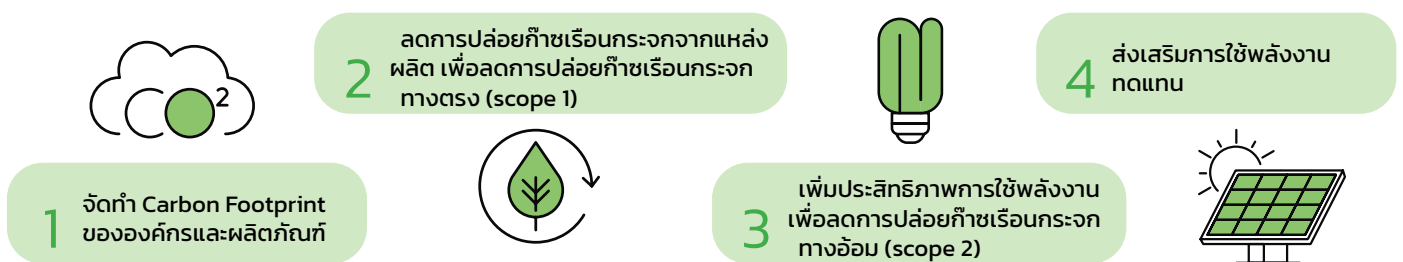 1
จัดทำ Carbon Footprint
ขององค์กรและผลิตภัณฑ์
2
ลดการปล่อยก๊าซเรือนกระจกจากแหล่ง
ผลิต เพื่อลดการปล่อยก๊าซเรือนกระจก
ทางตรง (scope 1)
3
เพิ่มประสิทธิภาพการใช้พลังงาน
เพื่อลดการปล่อยก๊าซเรือนกระจก
ทางอ้อม (scope 2)
4
ส่งเสริมการใช้พลังงาน
ทดแทน
CO2